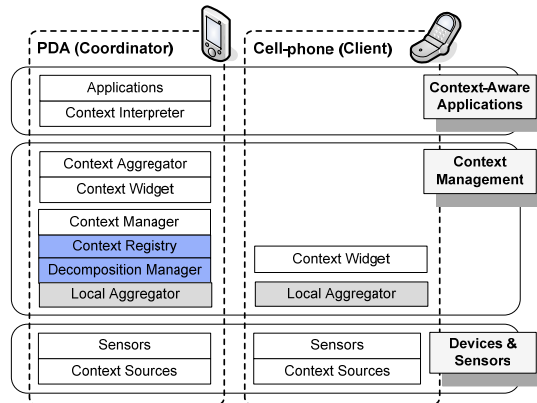 PDA (Coordinator)
Cell-phone (Client)
Applications
Context Interpreter
Context-Aware
Applications
Context Aggregator
Context Widget
Context Manager
Context Registry
Decomposition Manager
Local Aggregator
Context Widget
Local Aggregator
Context
Management
Sensors
Context Sources
Sensors
Context Sources
Devices &
Sensors